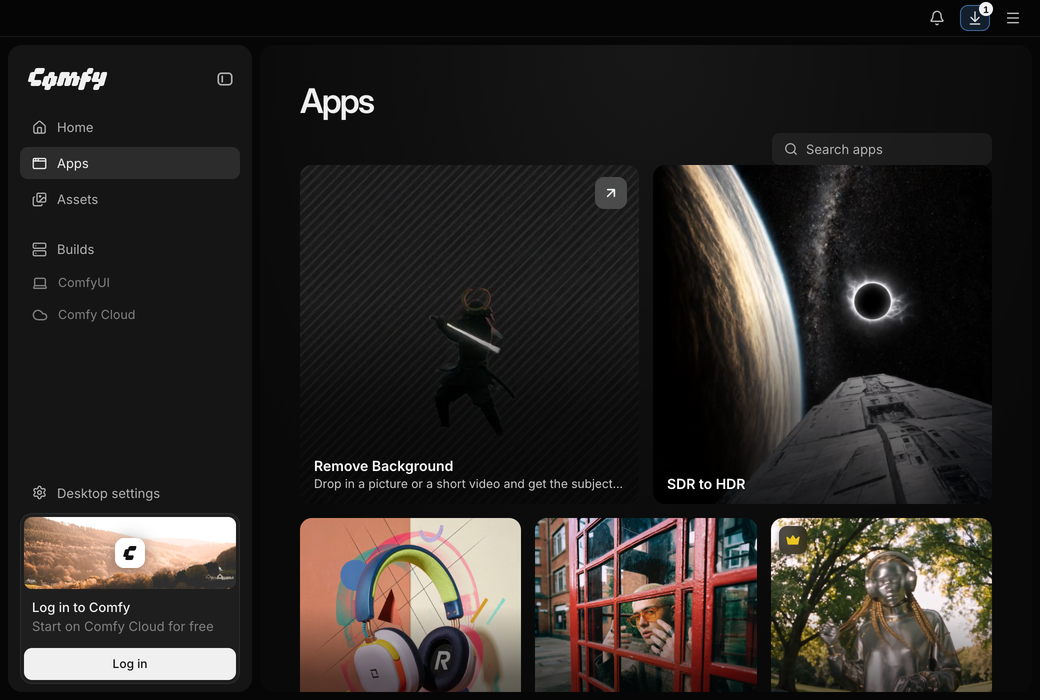 1
Comfy
Home
Apps
Assets
Builds
ComfyUI
Comfy Cloud
Desktop settings
C
Log in to Comfy
Start on Comfy Cloud for free
Log in
Apps
Search apps
Remove Background
Drop in a picture or a short video and get the subject...
SDR to HDR
R